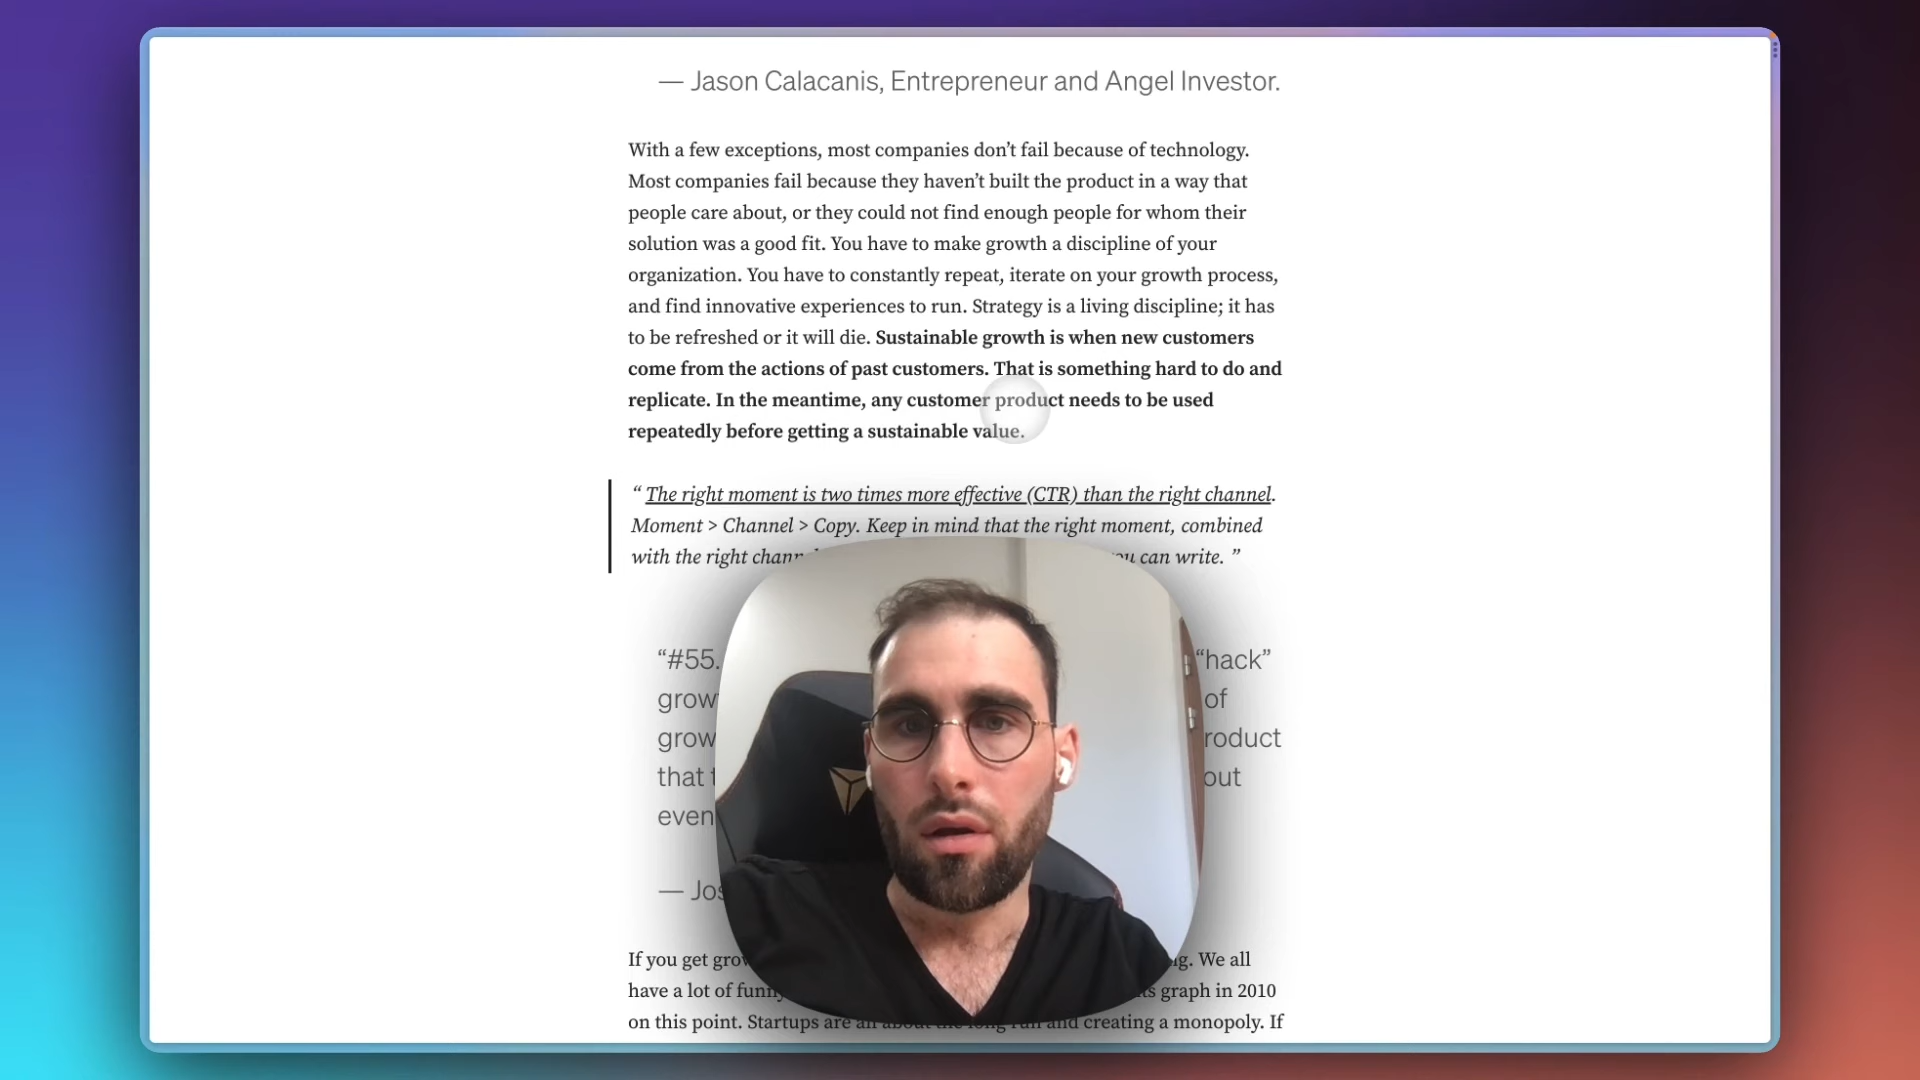 — Jason Calacanis, Entrepreneur and Angel Investor.
With a few exceptions, most companies don’t fail because of technology.
Most companies fail because they haven’t built the product in a way that
people care about, or they could not find enough people for whom their
solution was a good fit. You have to make growth a discipline of your
organization. You have to constantly repeat, iterate on your growth process,
and find innovative experiences to run. Strategy is a living discipline; it has
to be refreshed or it will die. Sustainable growth is when new customers
come from the actions of past customers. That is something hard to do and
replicate. In the meantime, any customer product needs to be used
repeatedly before getting a sustainable value.
“ The right moment is two times more effective (CTR) than the right channel.
Moment > Channel > Copy. Keep in mind that the right moment, combined
with the right can write. ”
“#55. “hack”
of
that
even
—
If you get We all
have a lot of graph in 2010
on this point. Startups are all about the long run and creating a monopoly. If